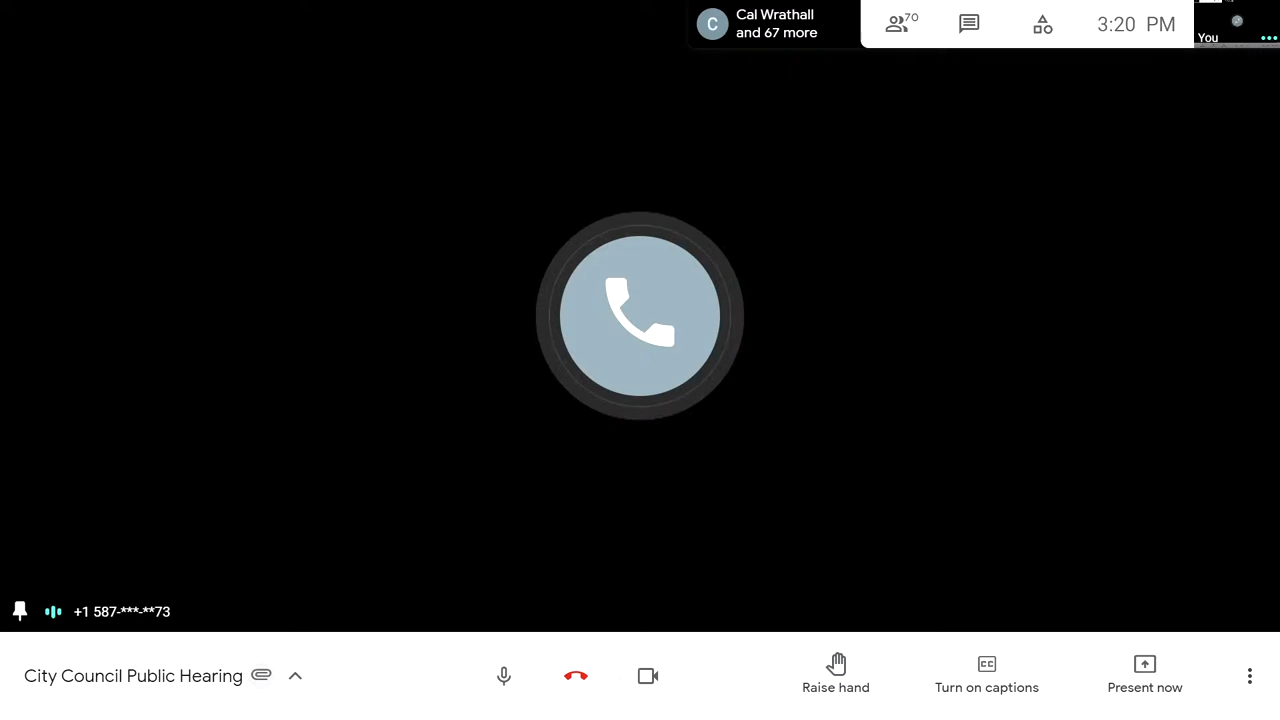 C
Cal Wrathall
and 67 more
70
3:20 PM
You
+1 587-***-**73
City Council Public Hearing
Raise hand
CC
Turn on captions
Present now